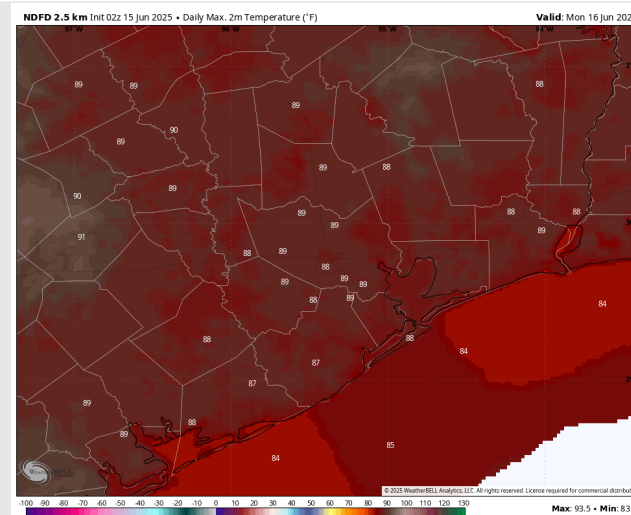 NDFD 2.5 km Init 02z 15 Jun 2025 • Daily Max. 2m Temperature (°F) Valid: Mon 16 Jun 202
97 W 96 W 95 W 94 W
89 89 88
89
90
89
89 88
89
90
89 88 88
89 89
91
88 89
88
89 89 89
88 89
84
88 88
84
87
87
89
88
89
85
84
WEATHERBELL
© 2025 WeatherBELL Analytics, LLC. All rights reserved. License required for commercial distribut
-100 -90 -80 -70 -60 -50 -40 -30 -20 -10 0 10 20 30 40 50 60 70 80 90 100 110 120 130
Max: 93.5 • Min: 83.